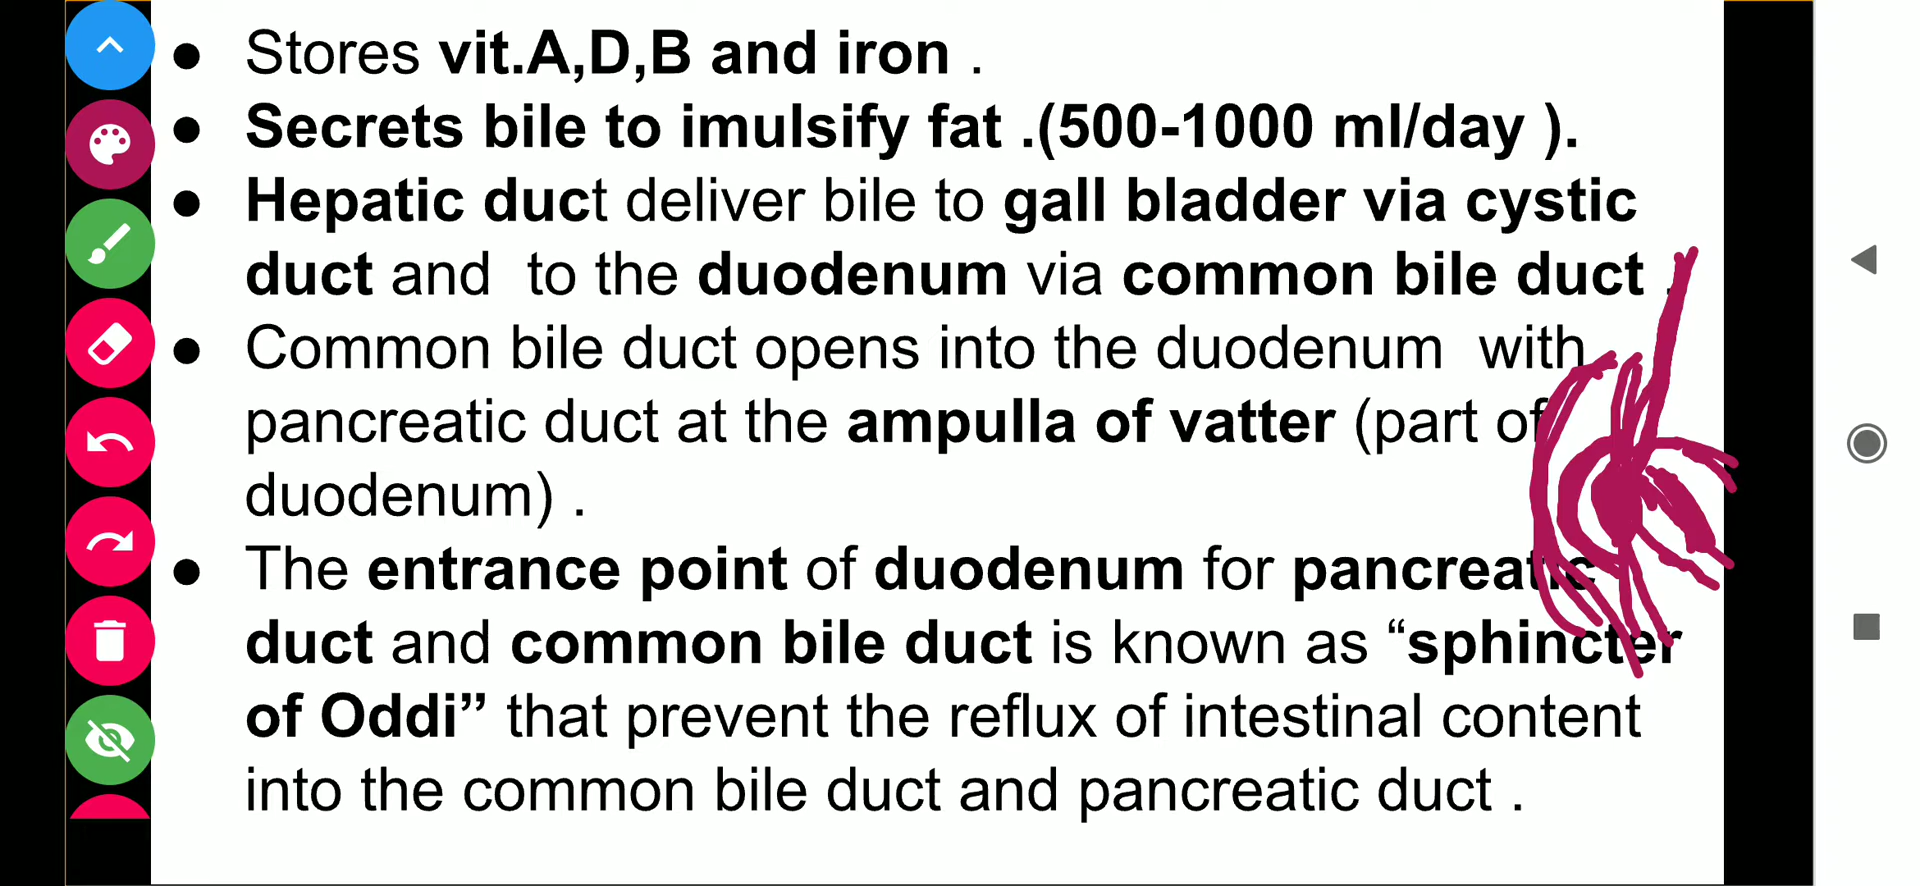 ● Stores vit.A,D,B and iron .
● Secrets bile to imulsify fat .(500-1000 ml/day ).
● Hepatic duct deliver bile to gall bladder via cystic
duct and to the duodenum via common bile duct .
● Common bile duct opens into the duodenum with
pancreatic duct at the ampulla of vatter (part of
duodenum) .
● The entrance point of duodenum for pancreatic
duct and common bile duct is known as “sphincter
of Oddi” that prevent the reflux of intestinal content
into the common bile duct and pancreatic duct .